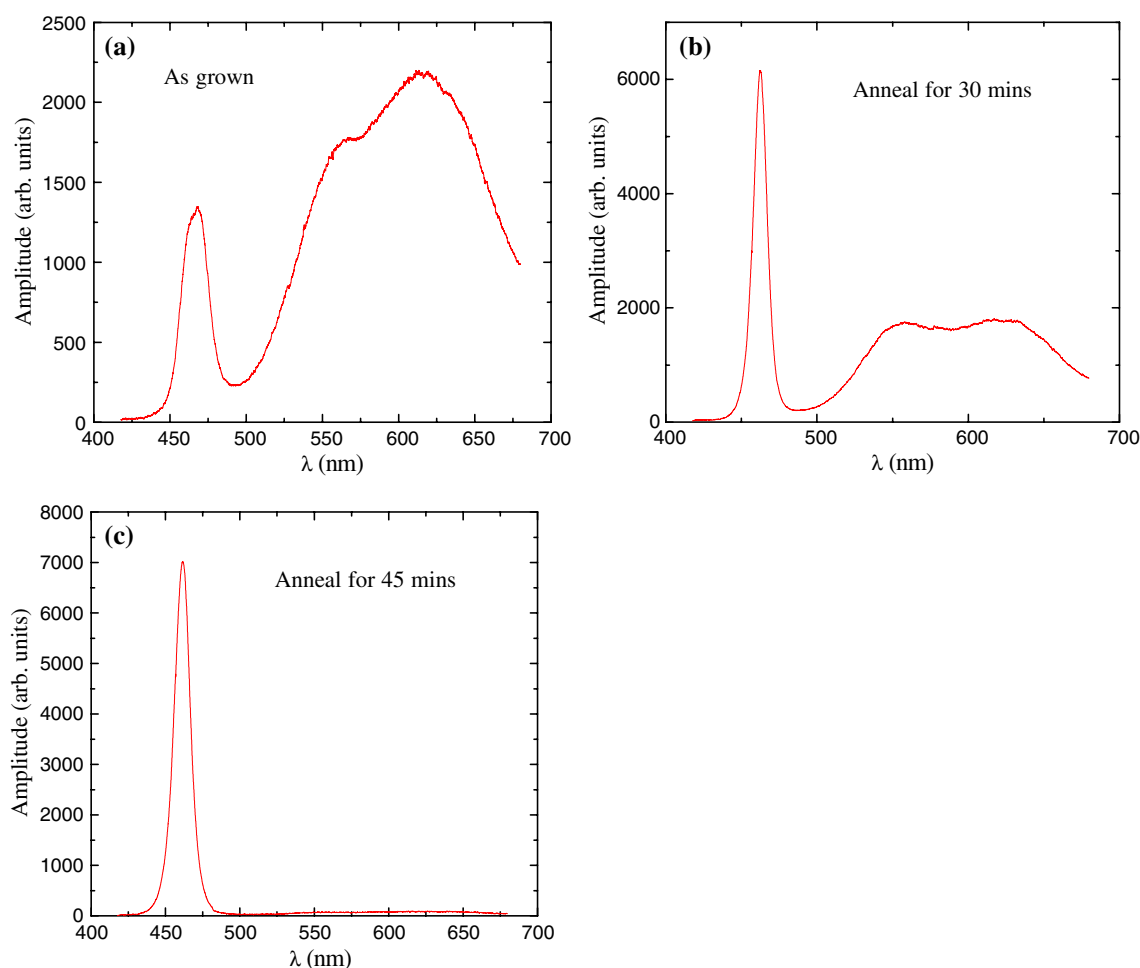 (a)
As grown
Amplitude (arb. units)
2500
2000
1500
1000
500
0
400 450 500 550 600 650 700
λ (nm)
(b)
Anneal for 30 mins
Amplitude (arb. units)
6000
4000
2000
0
400 500 600 700
λ (nm)
(c)
Anneal for 45 mins
Amplitude (arb. units)
8000
7000
6000
5000
4000
3000
2000
1000
0
400 450 500 550 600 650 700
λ (nm)